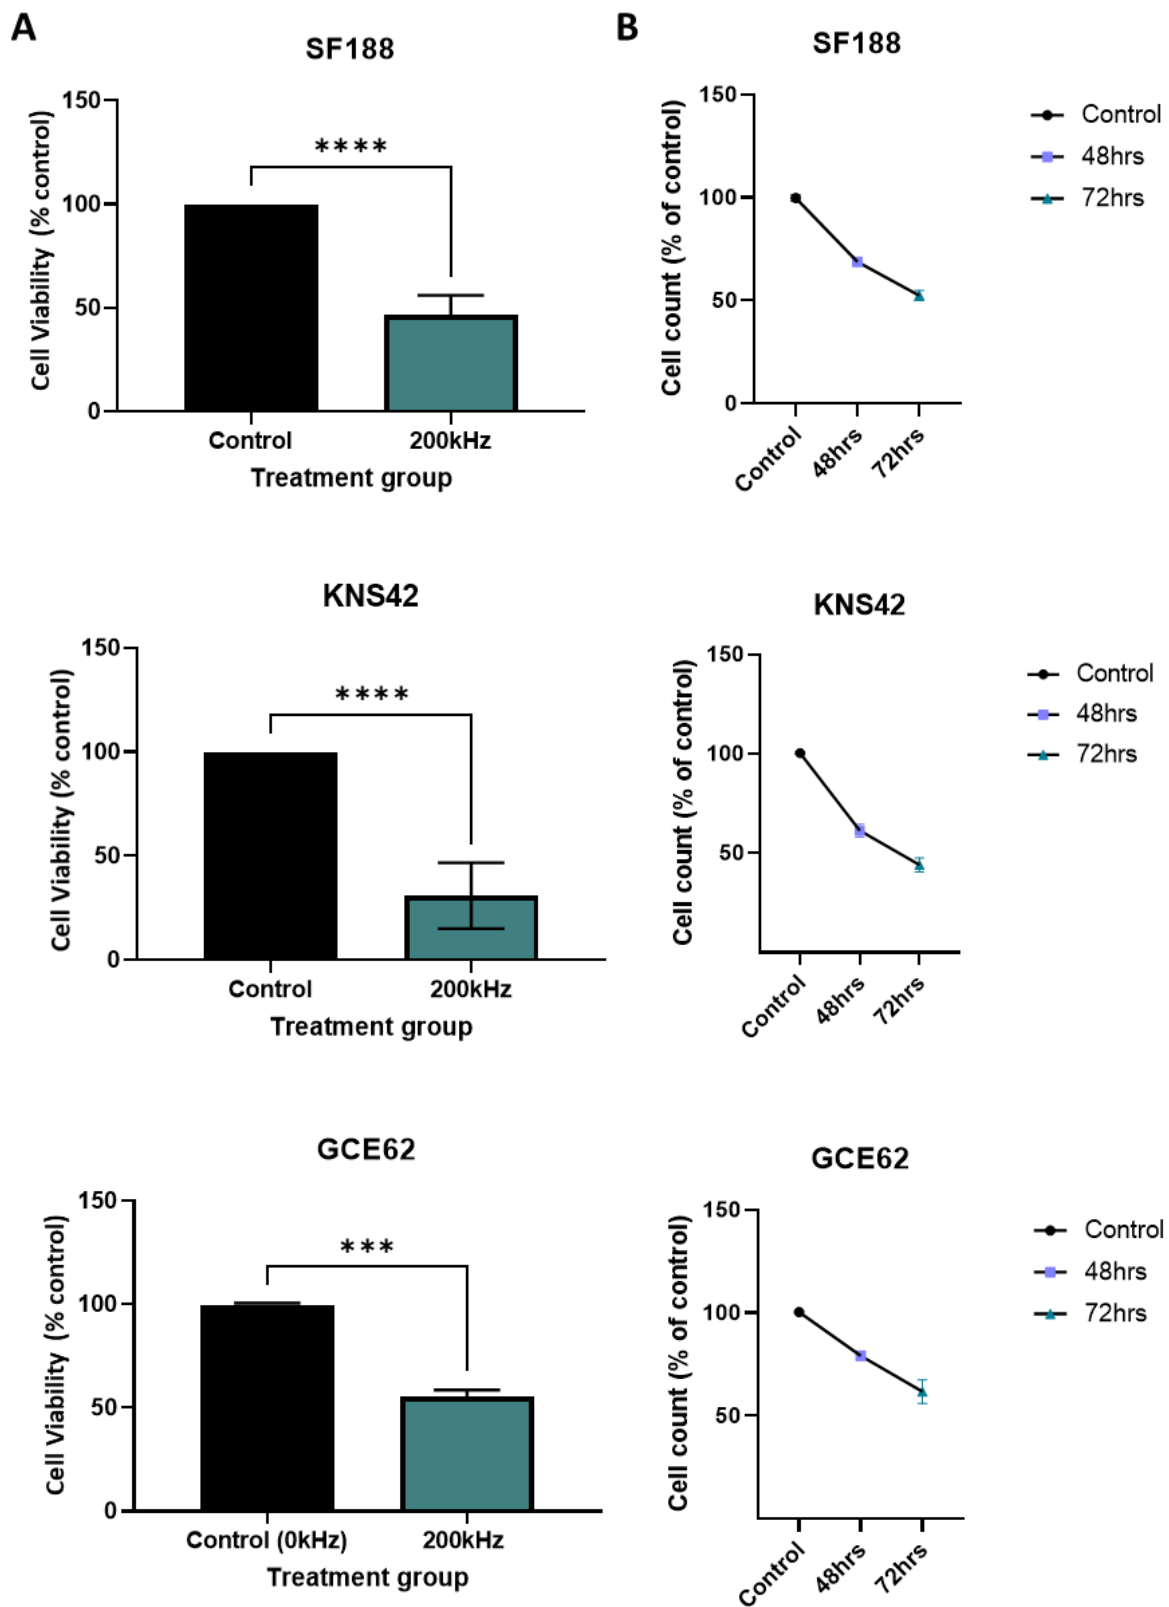 A
SF188
Cell Viability (% control)
150
100
50
0
****
Control
200kHz
Treatment group
B
SF188
Cell count (% of control)
150
100
50
0
Control
48hrs
72hrs
Control
48hrs
72hrs
KNS42
Cell Viability (% control)
150
100
50
0
****
Control
200kHz
Treatment group
KNS42
Cell count (% of control)
150
100
50
Control
48hrs
72hrs
Control
48hrs
72hrs
GCE62
Cell Viability (% control)
150
100
50
0
***
Control (0kHz)
200kHz
Treatment group
GCE62
Cell count (% of control)
150
100
50
Control
48hrs
72hrs
Control
48hrs
72hrs